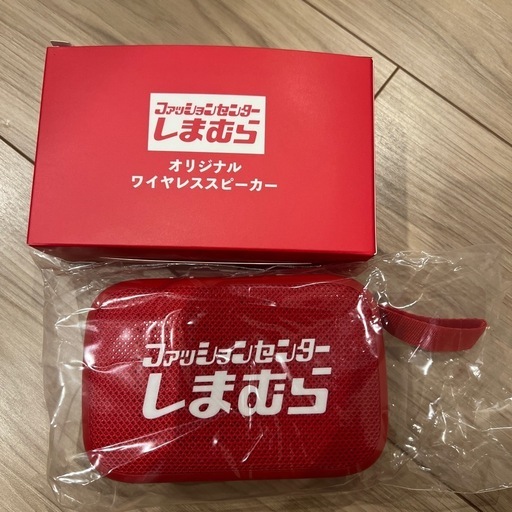 ファッションセンター
しまむら
オリジナル
ワイヤレススピーカー
ファッションセンター
しまむら